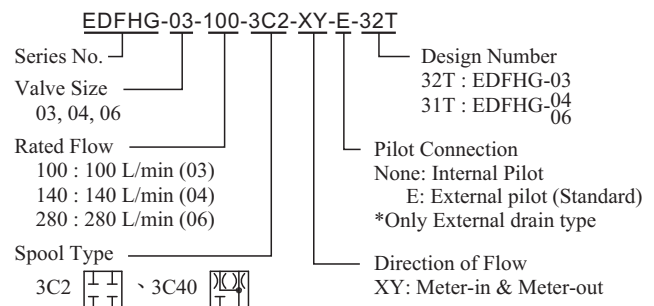 EDFHG-03-100-3C2-XY-E-32T
Series No.
Valve Size
03, 04, 06
Rated Flow
100 : 100 L/min (03)
140 : 140 L/min (04)
280 : 280 L/min (06)
Spool Type
3C2 、3C40
Design Number
32T : EDFHG-03
31T : EDFHG-04
06
Pilot Connection
None: Internal Pilot
E: External pilot (Standard)
*Only External drain type
Direction of Flow
XY: Meter-in & Meter-out